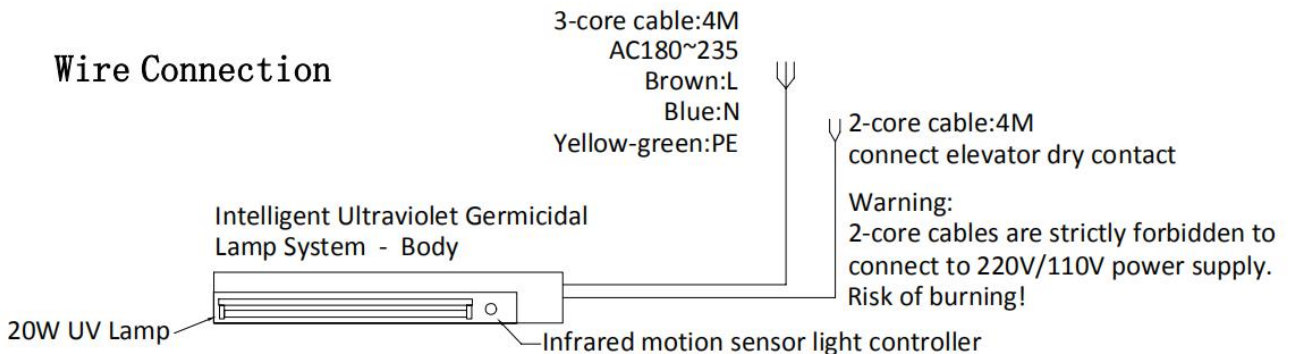 Wire Connection
3-core cable:4M
AC180~235
Brown:L
Blue:N
Yellow-green:PE
2-core cable:4M
connect elevator dry contact
Warning:
2-core cables are strictly forbidden to
connect to 220V/110V power supply.
Risk of burning!
Intelligent Ultraviolet Germicidal
Lamp System - Body
20W UV Lamp
Infrared motion sensor light controller